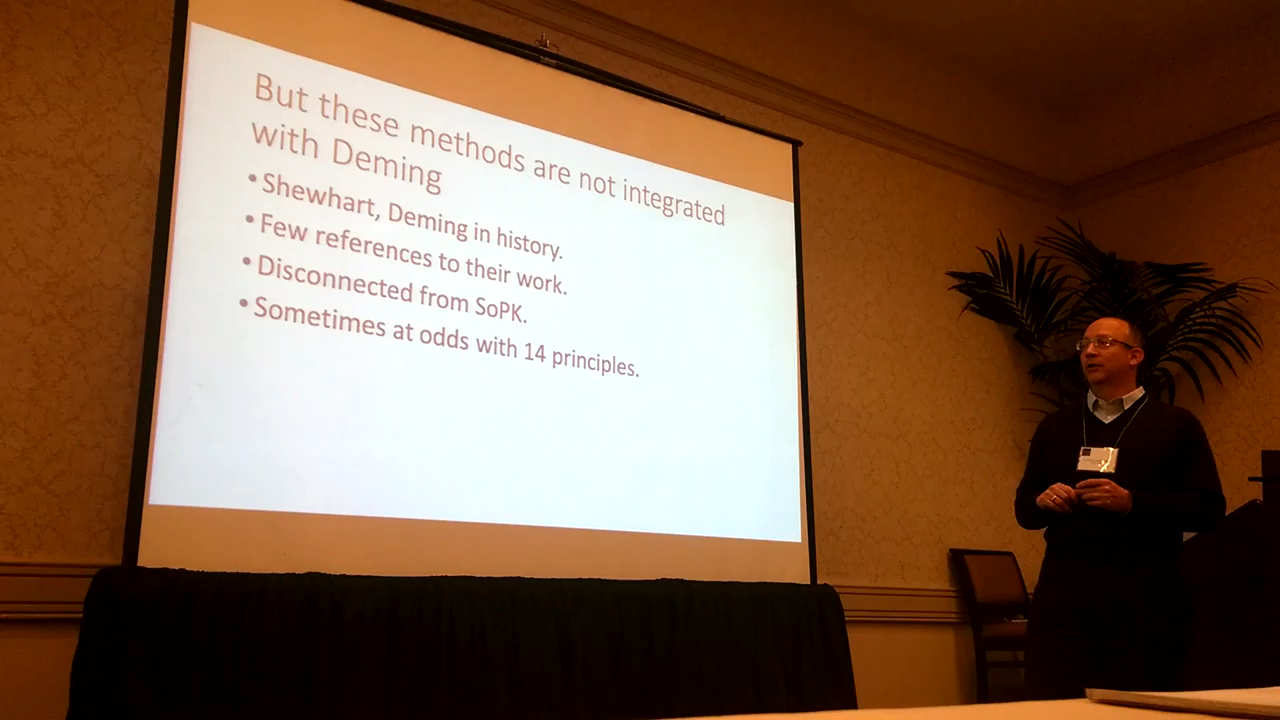 But these methods are not integrated
with Deming
• Shewhart, Deming in history.
• Few references to their work.
• Disconnected from SoPK.
• Sometimes at odds with 14 principles.